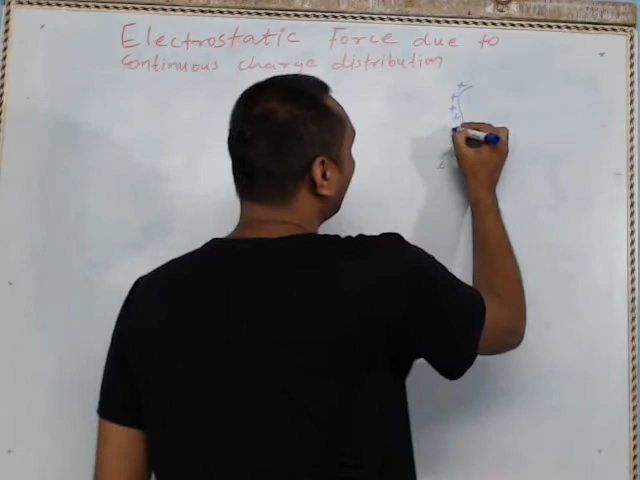 Electrostatic force due to
continuous charge distribution
+
+
+
+